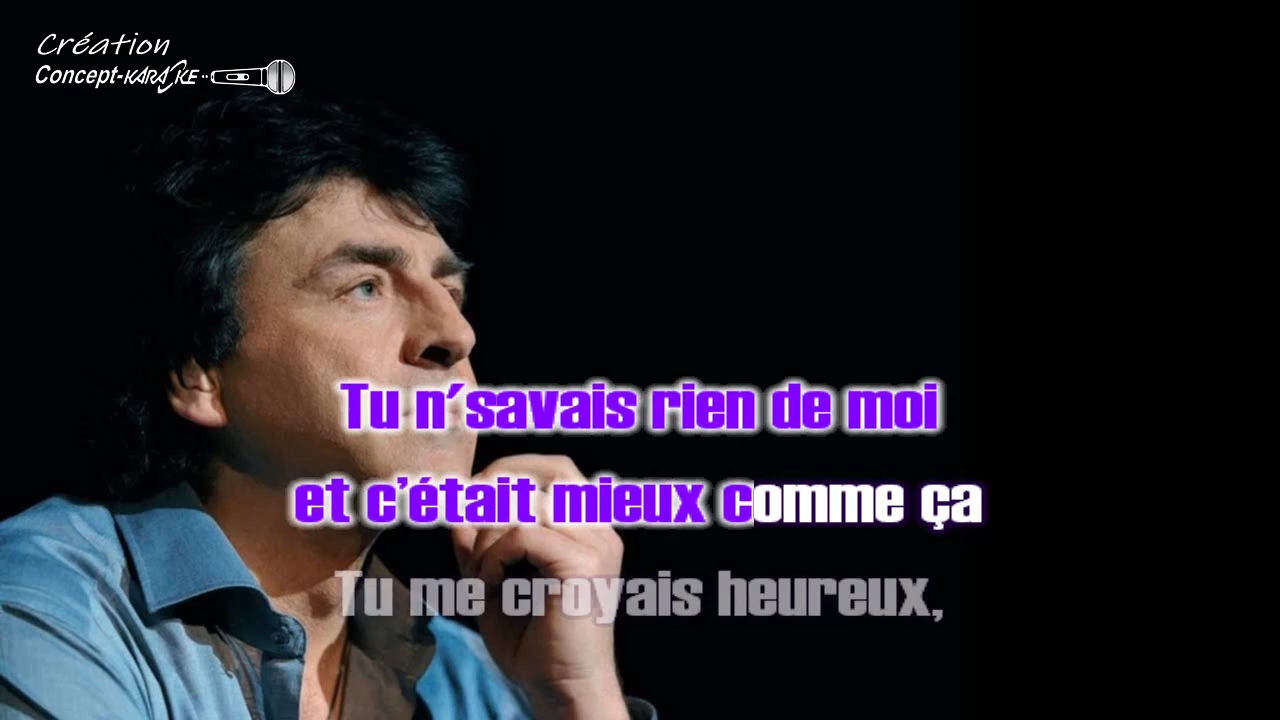 Création
Concept-KARAOKE
Tu n'savais rien de moi
et c'était mieux comme ça
Tu me croyais heureux,